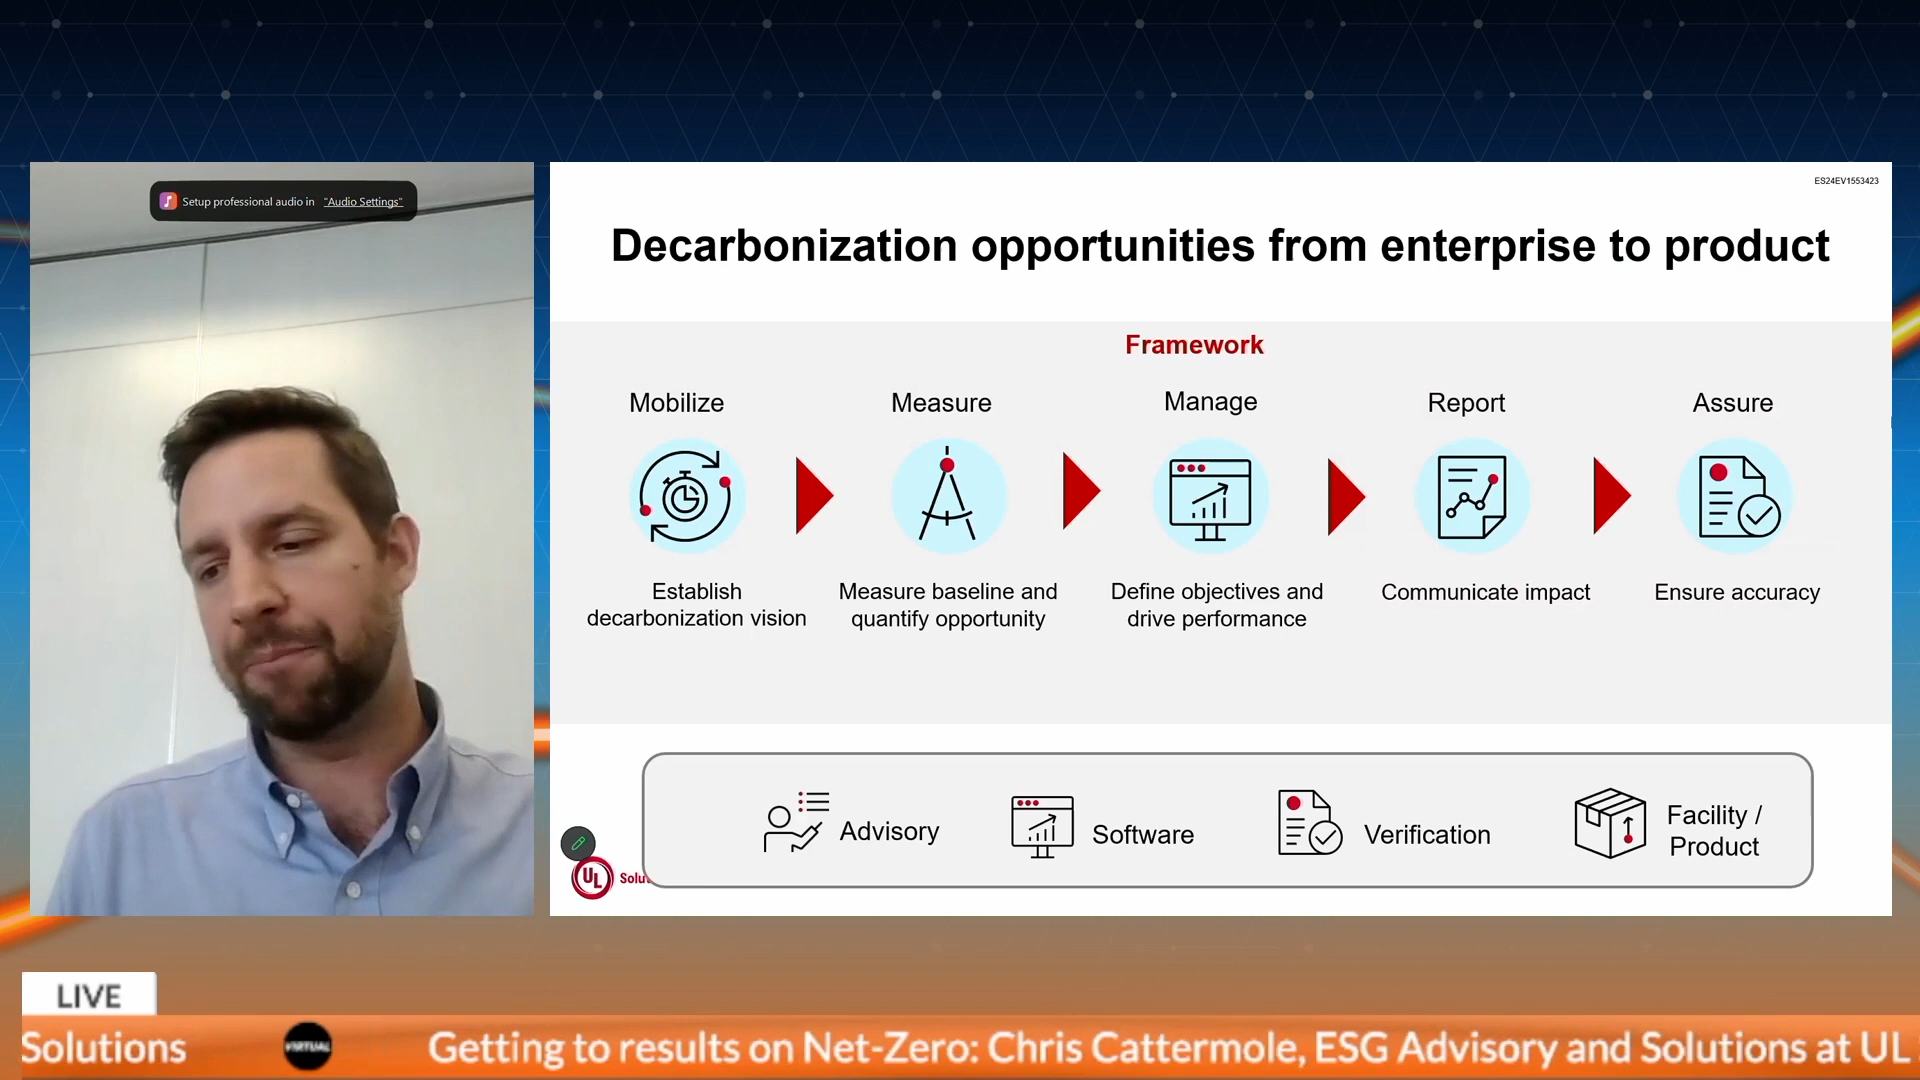 Setup professional audio in "Audio Settings"
ES24EV1553423
Decarbonization opportunities from enterprise to product
Framework
Mobilize
Measure
Manage
Report
Assure
Establish
decarbonization vision
Measure baseline and
quantify opportunity
Define objectives and
drive performance
Communicate impact
Ensure accuracy
Advisory
Software
Verification
Facility /
Product
UL
Solut
LIVE
Solutions
VIRTUAL
Getting to results on Net-Zero: Chris Cattermole, ESG Advisory and Solutions at UL